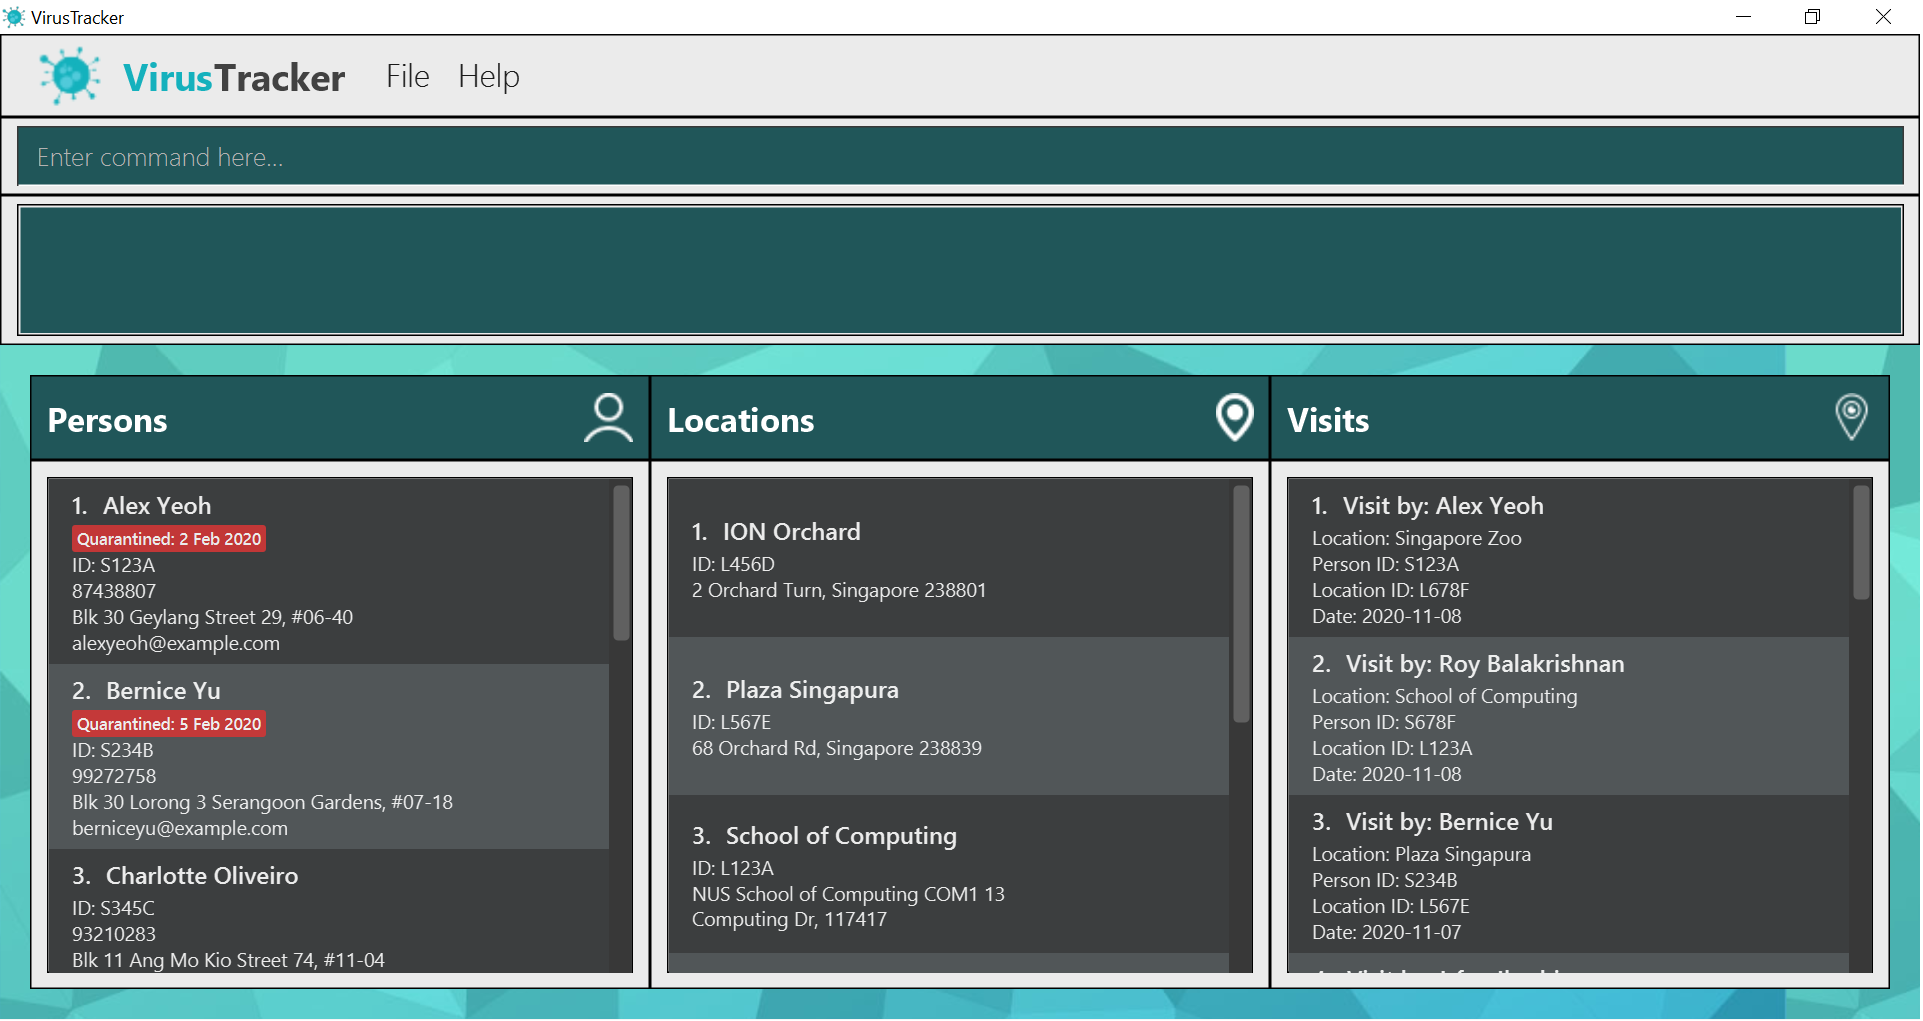 VirusTracker
VirusTracker File Help
Enter command here...
Persons
1. Alex Yeoh
Quarantined: 2 Feb 2020
ID: S123A
87438807
Blk 30 Geylang Street 29, #06-40
alexyeoh@example.com
2. Bernice Yu
Quarantined: 5 Feb 2020
ID: S234B
99272758
Blk 30 Lorong 3 Serangoon Gardens, #07-18
berniceyu@example.com
3. Charlotte Oliveiro
ID: S345C
93210283
Blk 11 Ang Mo Kio Street 74, #11-04
Locations
1. ION Orchard
ID: L456D
2 Orchard Turn, Singapore 238801
2. Plaza Singapura
ID: L567E
68 Orchard Rd, Singapore 238839
3. School of Computing
ID: L123A
NUS School of Computing COM1 13
Computing Dr, 117417
Visits
1. Visit by: Alex Yeoh
Location: Singapore Zoo
Person ID: S123A
Location ID: L678F
Date: 2020-11-08
2. Visit by: Roy Balakrishnan
Location: School of Computing
Person ID: S678F
Location ID: L123A
Date: 2020-11-08
3. Visit by: Bernice Yu
Location: Plaza Singapura
Person ID: S234B
Location ID: L567E
Date: 2020-11-07